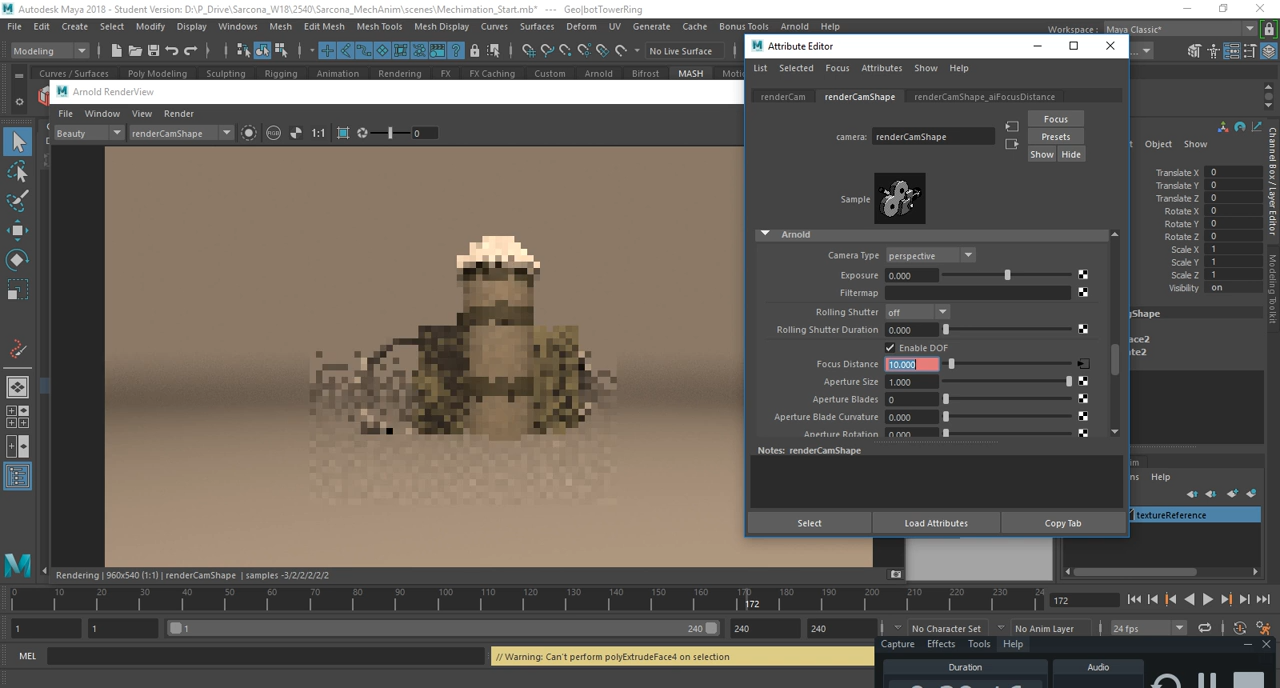 Autodesk Maya 2018 - Student Version: D:\P_Drive\Sarcona_W18\2540\Sarcona_MechAnim\scenes\Mechimation_Start.mb* --- Geo|botTowerRing
File Edit Create Select Modify Display Windows Mesh Edit Mesh Mesh Tools Mesh Display Curves Surfaces Deform UV Generate Cache Bonus Tools Arnold Help
Workspace: Maya Classic*
Modeling No Live Surface
Curves / Surfaces Poly Modeling Sculpting Rigging Animation Rendering FX FX Caching Custom Arnold Bifrost MASH
Arnold RenderView
File Window View Render
Beauty renderCamShape RGB 1:1 0
Attribute Editor
List Selected Focus Attributes Show Help
renderCam renderCamShape renderCamShape_aiFocusDistance
camera: renderCamShape
Focus
Presets
Show Hide
Sample
Arnold
Camera Type perspective
Exposure 0.000
Filtermap
Rolling Shutter off
Rolling Shutter Duration 0.000
Enable DOF
Focus Distance 10.000
Aperture Size 1.000
Aperture Blades 0
Aperture Blade Curvature 0.000
Aperture Rotation 0.000
Notes: renderCamShape
Select Load Attributes Copy Tab
Object Show
Translate X 0
Translate Y 0
Translate Z 0
Rotate X 0
Rotate Y 0
Rotate Z 0
Scale X 1
Scale Y 1
Scale Z 1
Visibility on
Channel Box / Layer Editor
Modeling Toolkit
Help
textureReference
Rendering | 960x540 (1:1) | renderCamShape | samples -3/2/2/2/2/2
0 10 20 30 40 50 60 70 80 90 100 110 120 130 140 150 160 170 180 190 200 210 220 230 24
172
172
1 1 1 240 240 240 No Character Set No Anim Layer 24 fps
MEL // Warning: Can't perform polyExtrudeFace4 on selection
Capture Effects Tools Help
Duration Audio